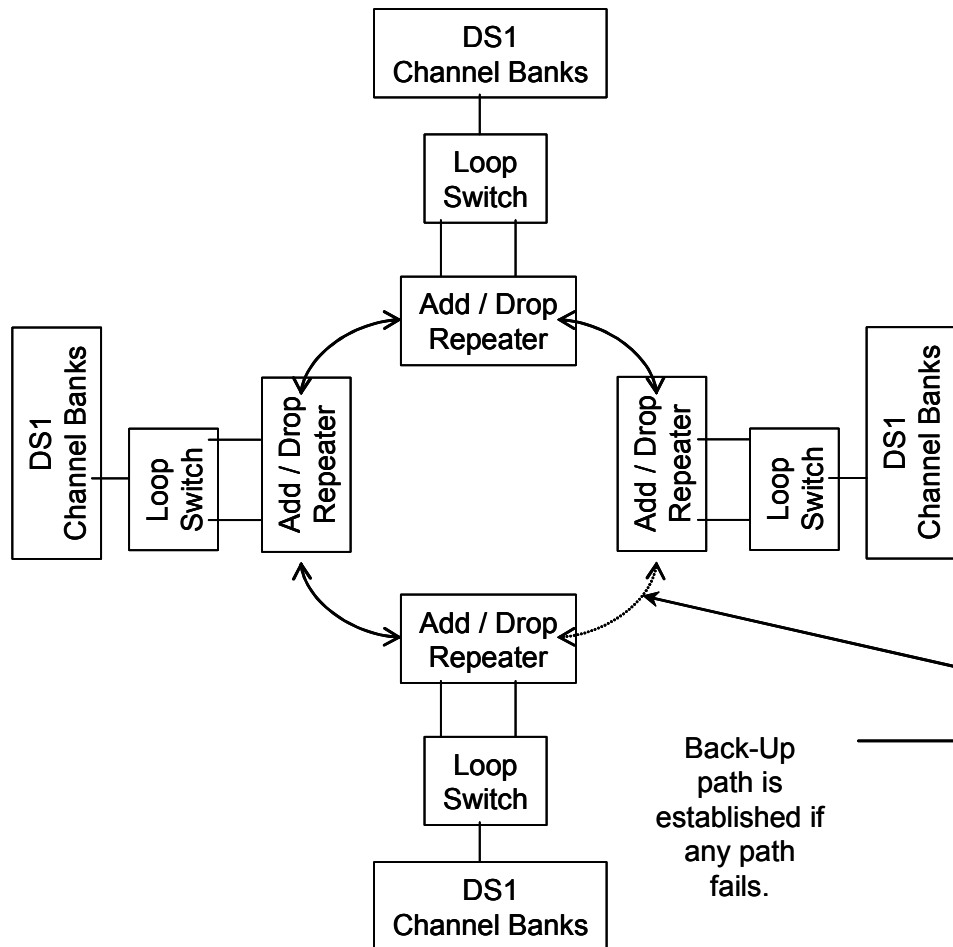 DS1
Channel Banks
Loop
Switch
Add / Drop
Repeater
DS1
Channel Banks
Loop
Switch
Add / Drop
Repeater
Add / Drop
Repeater
Loop
Switch
DS1
Channel Banks
Add / Drop
Repeater
Loop
Switch
DS1
Channel Banks
Back-Up
path is
established if
any path
fails.